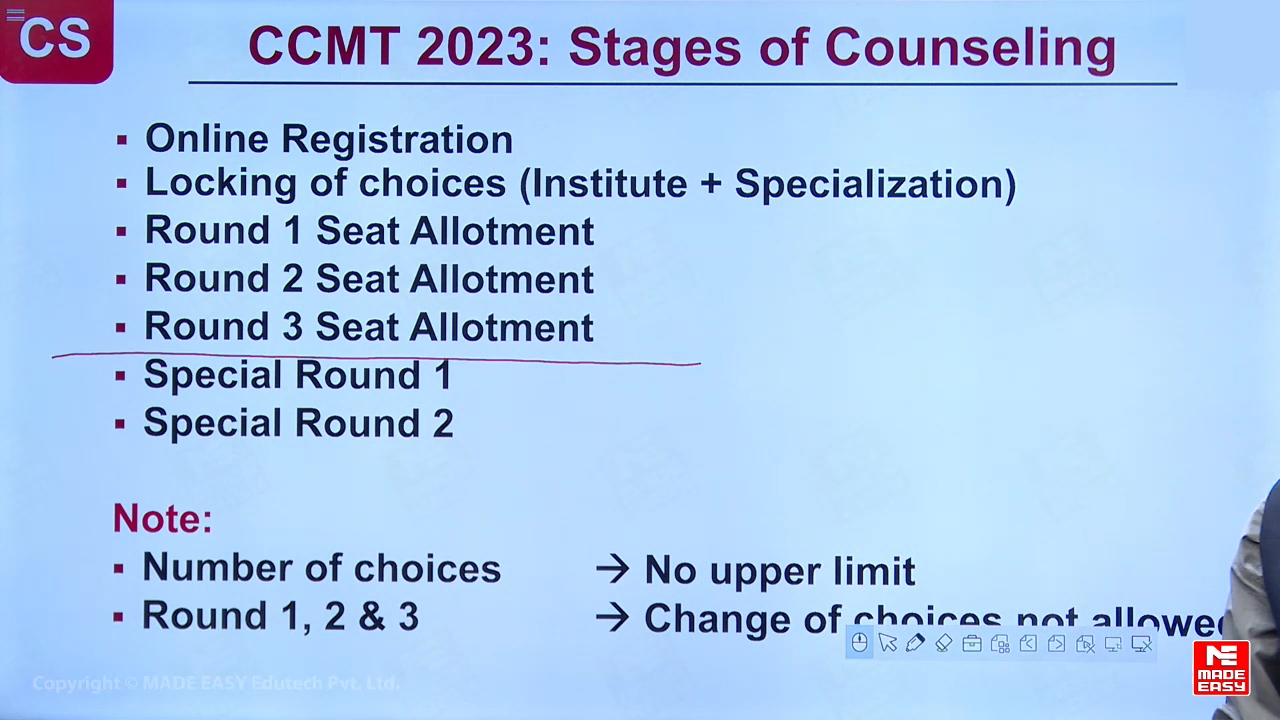 CS
CCMT 2023: Stages of Counseling
▪ Online Registration
▪ Locking of choices (Institute + Specialization)
▪ Round 1 Seat Allotment
▪ Round 2 Seat Allotment
▪ Round 3 Seat Allotment
▪ Special Round 1
▪ Special Round 2
Note:
▪ Number of choices → No upper limit
▪ Round 1, 2 & 3 → Change of choices not allowed
Copyright © MADE EASY Edutech Pvt. Ltd.
ME
MADE
EASY